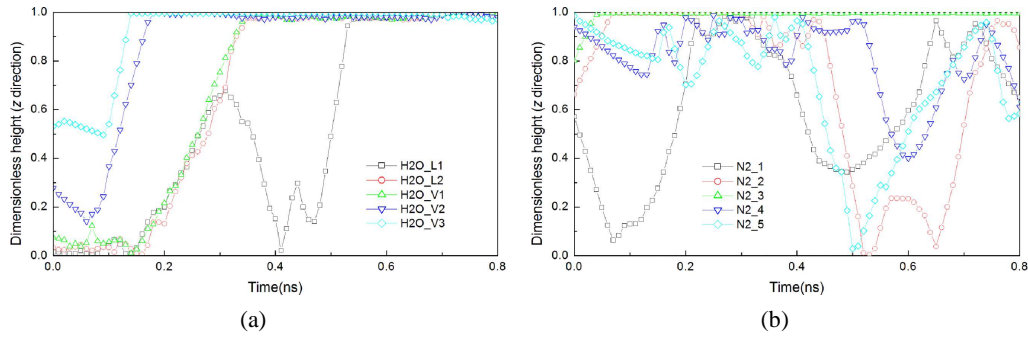 1.0
0.8
0.6
0.4
0.2
0.0
Dimensionless height (z direction)
H2O_L1
H2O_L2
H2O_V1
H2O_V2
H2O_V3
0.0 0.2 0.4 0.6 0.8
Time(ns)
(a)
1.0
0.8
0.6
0.4
0.2
0.0
Dinmensionless height (z direction)
N2_1
N2_2
N2_3
N2_4
N2_5
0.0 0.2 0.4 0.6 0.8
Time(ns)
(b)